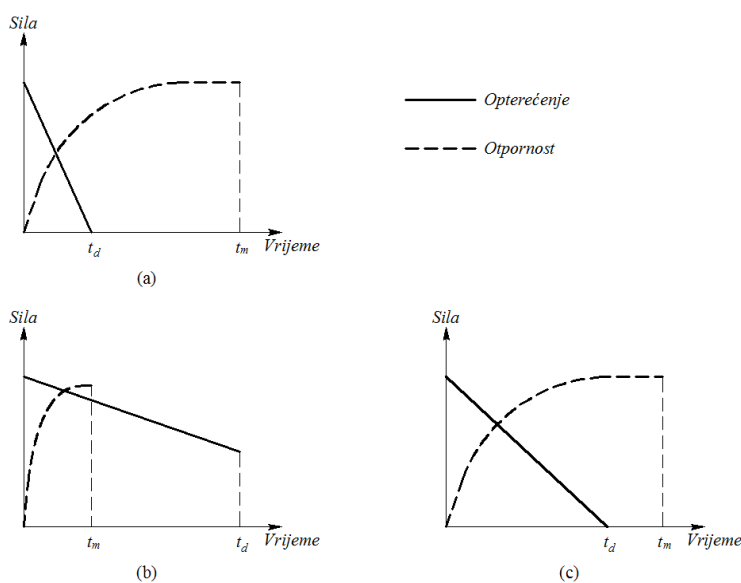 Sila
Opterećenje
Otpornost
t_d
t_m
Vrijeme
(a)
Sila
t_m
t_d
Vrijeme
(b)
Sila
t_d
t_m
Vrijeme
(c)